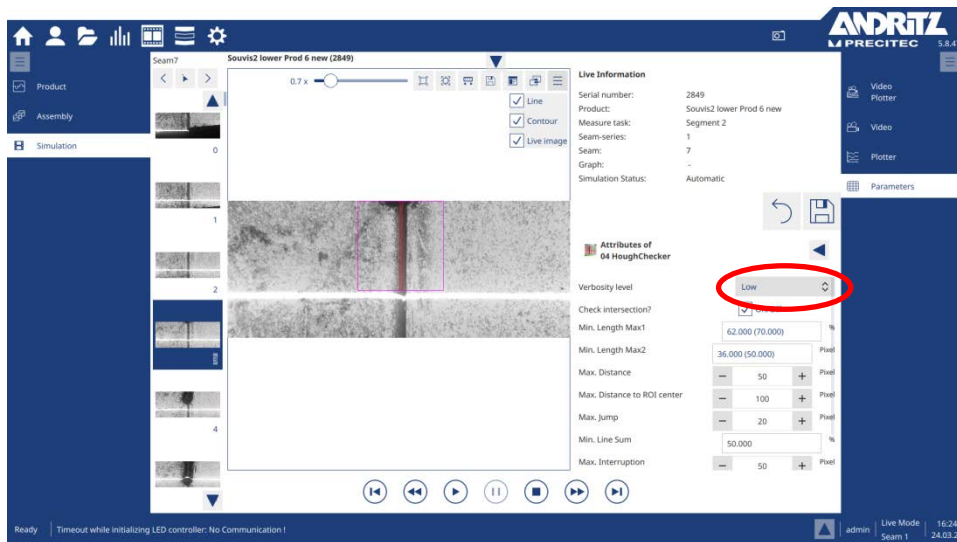 ANDRITZ
PRECITEC
5.8.4
Seam7
Souvis2 lower Prod 6 new (2849)
Product
Assembly
Simulation
0
1
2
4
0.7 x
Line
Contour
Live image
Live Information
Serial number: 2849
Product: Souvis2 lower Prod 6 new
Measure task: Segment 2
Seam-series: 1
Seam: 7
Graph: -
Simulation Status: Automatic
Attributes of
04 HoughChecker
Verbosity level Low
Check intersection?
Min. Length Max1 62.000 (70.000) %
Min. Length Max2 36.000 (50.000) Pixel
Max. Distance − 50 + Pixel
Max. Distance to ROI center − 100 + Pixel
Max. Jump − 20 + Pixel
Min. Line Sum 50.000 %
Max. Interruption − 50 + Pixel
Video
Plotter
Video
Plotter
Parameters
Ready Timeout while initializing LED controller: No Communication !
admin
Live Mode
Seam 1
16:24
24.03.2